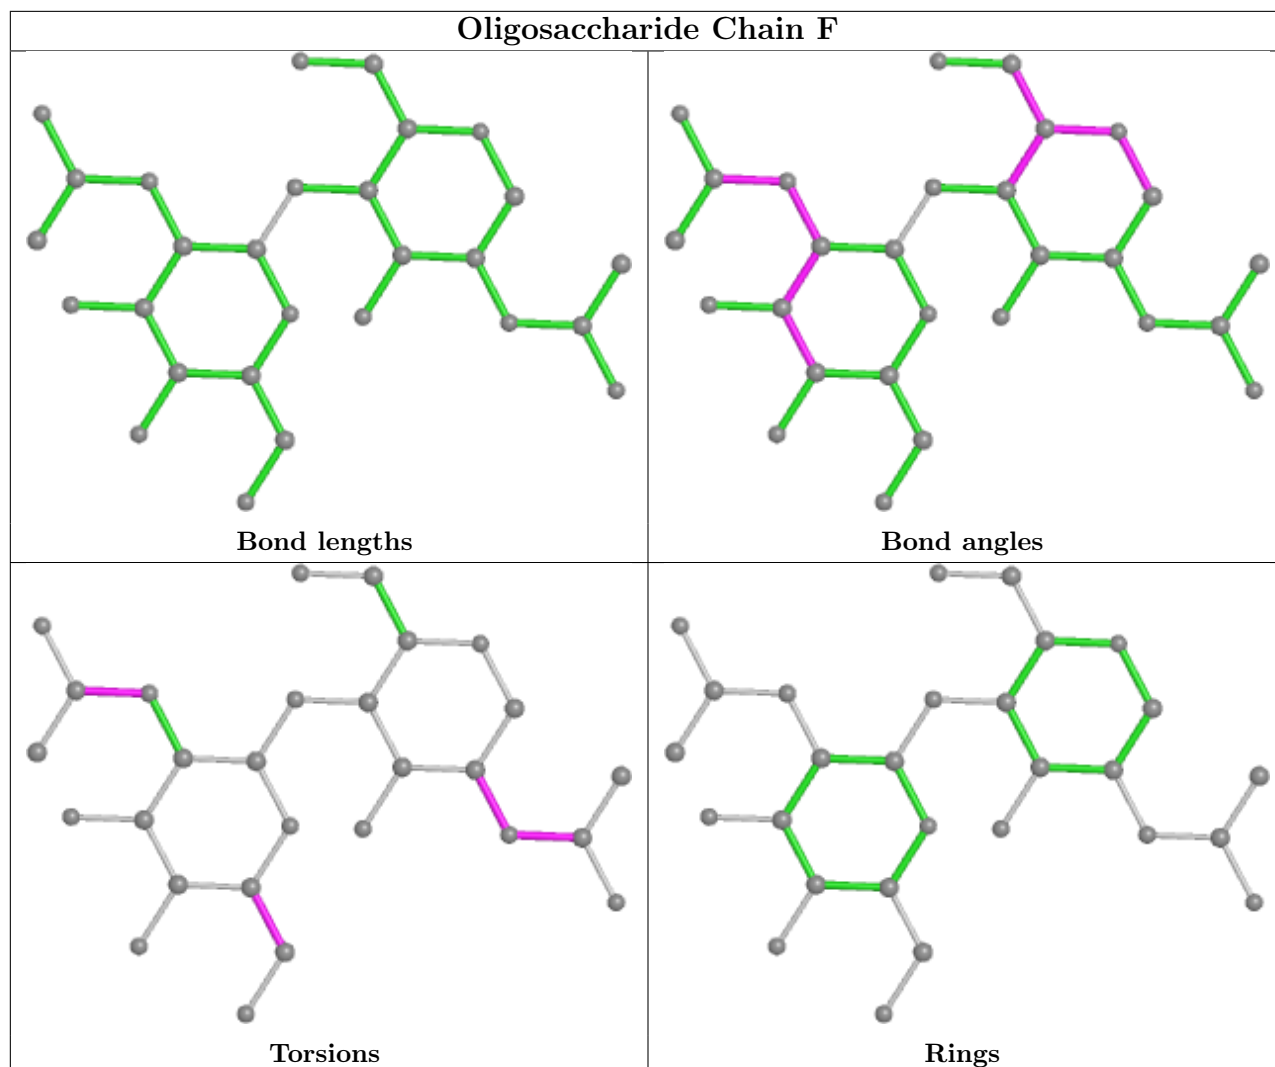 Oligosaccharide Chain F
Bond lengths
Bond angles
Torsions
Rings